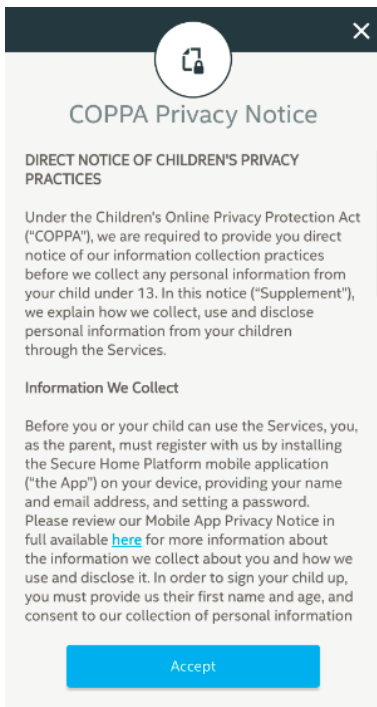 COPPA Privacy Notice
DIRECT NOTICE OF CHILDREN'S PRIVACY
PRACTICES
Under the Children's Online Privacy Protection Act
("COPPA"), we are required to provide you direct
notice of our information collection practices
before we collect any personal information from
your child under 13. In this notice ("Supplement"),
we explain how we collect, use and disclose
personal information from your children
through the Services.
Information We Collect
Before you or your child can use the Services, you,
as the parent, must register with us by installing
the Secure Home Platform mobile application
("the App") on your device, providing your name
and email address, and setting a password.
Please review our Mobile App Privacy Notice in
full available here for more information about
the information we collect about you and how we
use and disclose it. In order to sign your child up,
you must provide us their first name and age, and
consent to our collection of personal information
Accept